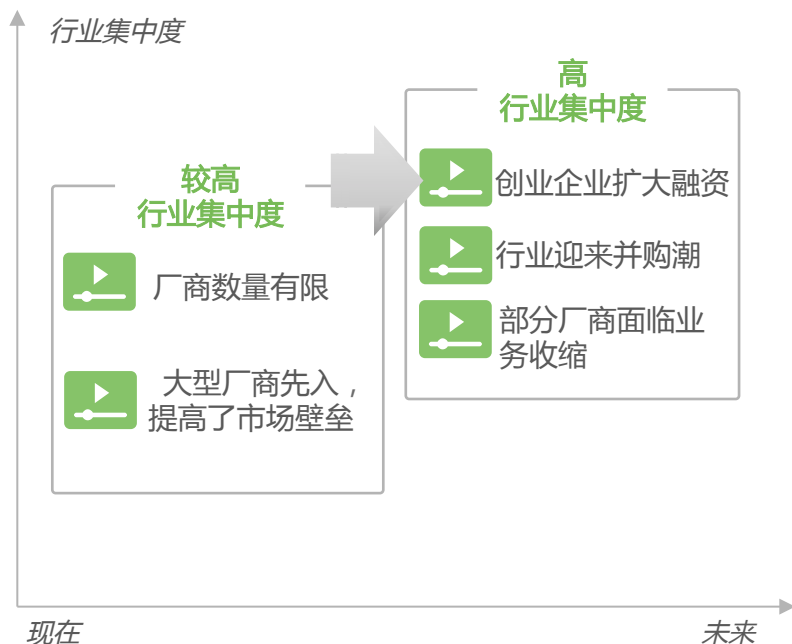 行业集中度
高
行业集中度
创业企业扩大融资
行业迎来并购潮
部分厂商面临业
务收缩
较高
行业集中度
厂商数量有限
大型厂商先入，
提高了市场壁垒
现在
未来